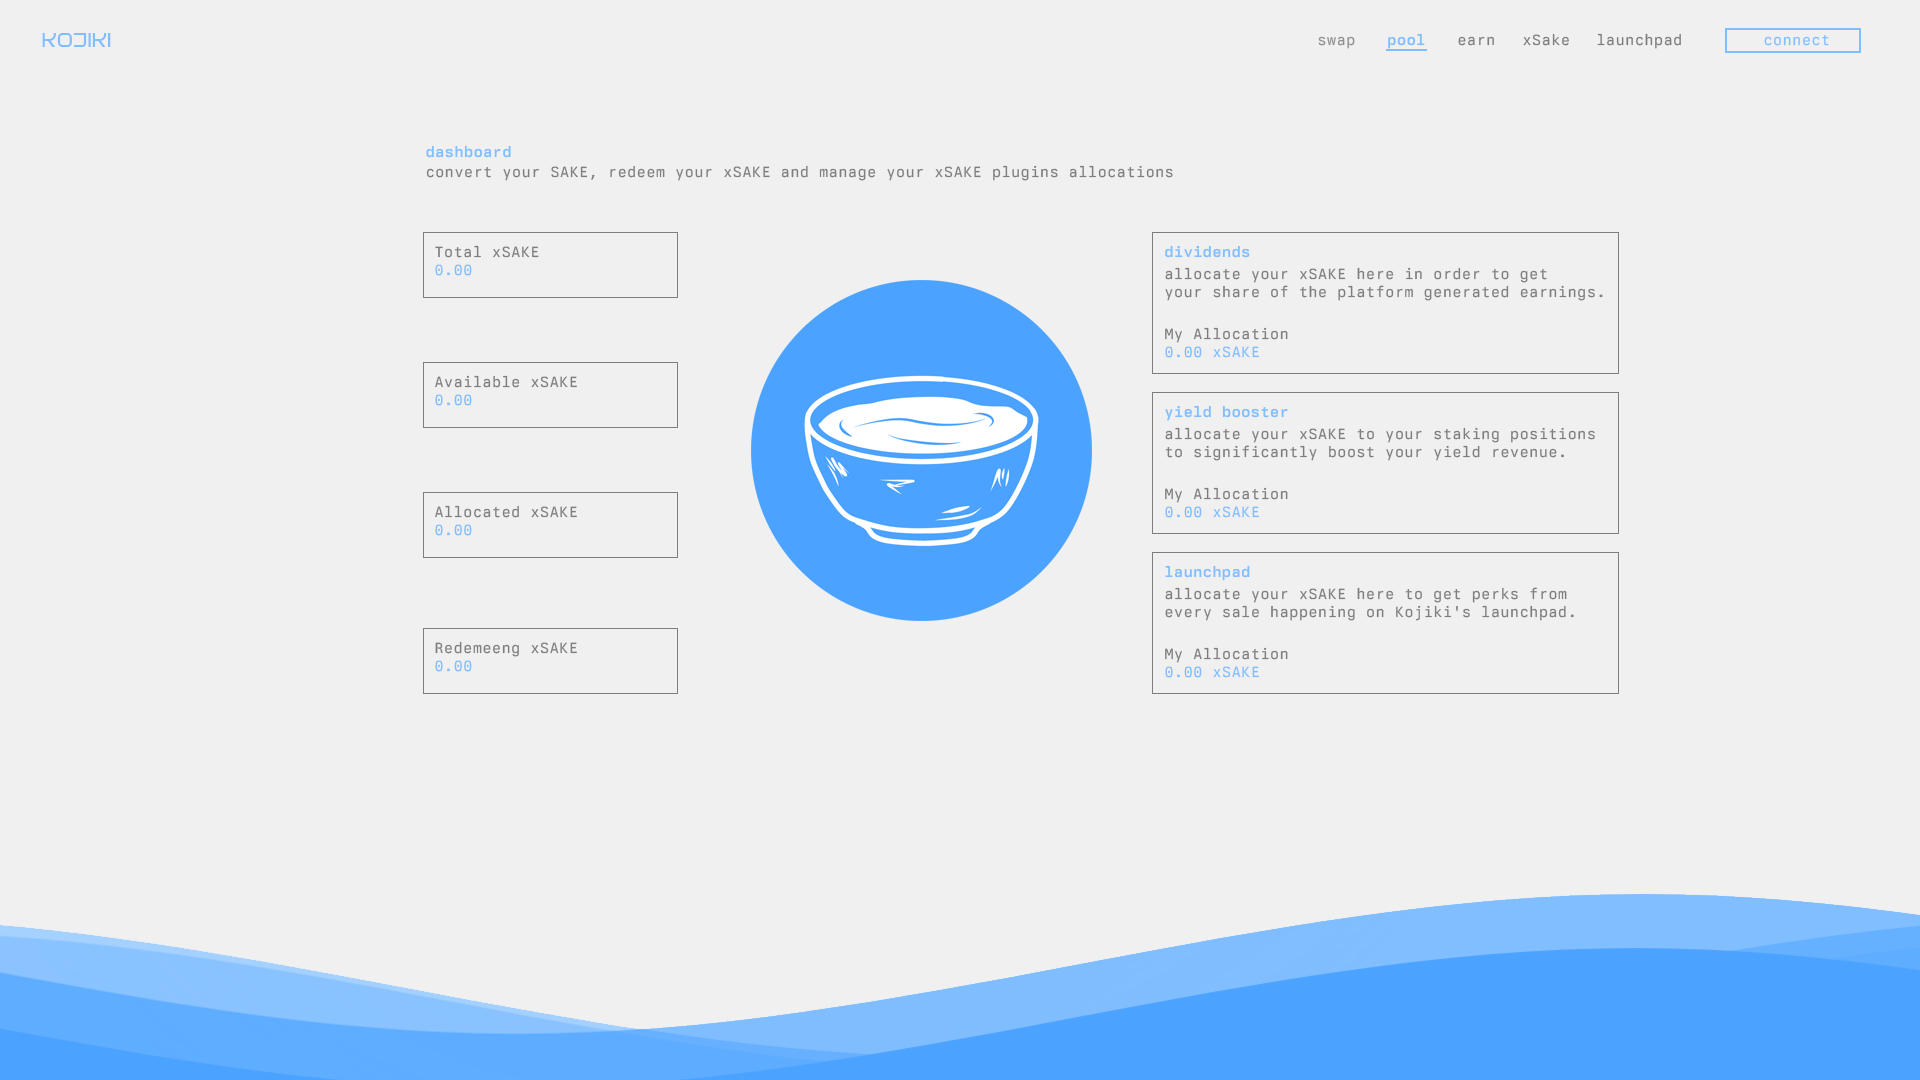 KOJIKI
swap pool earn xSake launchpad connect
dashboard
convert your SAKE, redeem your xSAKE and manage your xSAKE plugins allocations
Total xSAKE
0.00
Available xSAKE
0.00
Allocated xSAKE
0.00
Redemeeng xSAKE
0.00
dividends
allocate your xSAKE here in order to get
your share of the platform generated earnings.
My Allocation
0.00 xSAKE
yield booster
allocate your xSAKE to your staking positions
to significantly boost your yield revenue.
My Allocation
0.00 xSAKE
launchpad
allocate your xSAKE here to get perks from
every sale happening on Kojiki's launchpad.
My Allocation
0.00 xSAKE